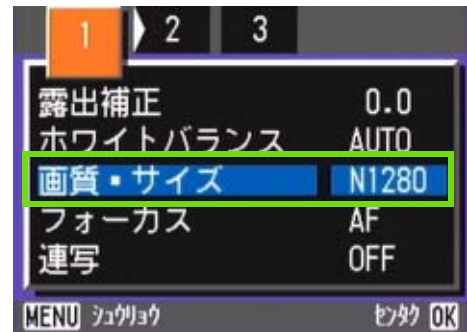 1 2 3
露出補正 0.0
ホワイトバランス AUTO
画質・サイズ N1280
フォーカス AF
連写 OFF
MENU シュウリョウ センタク OK